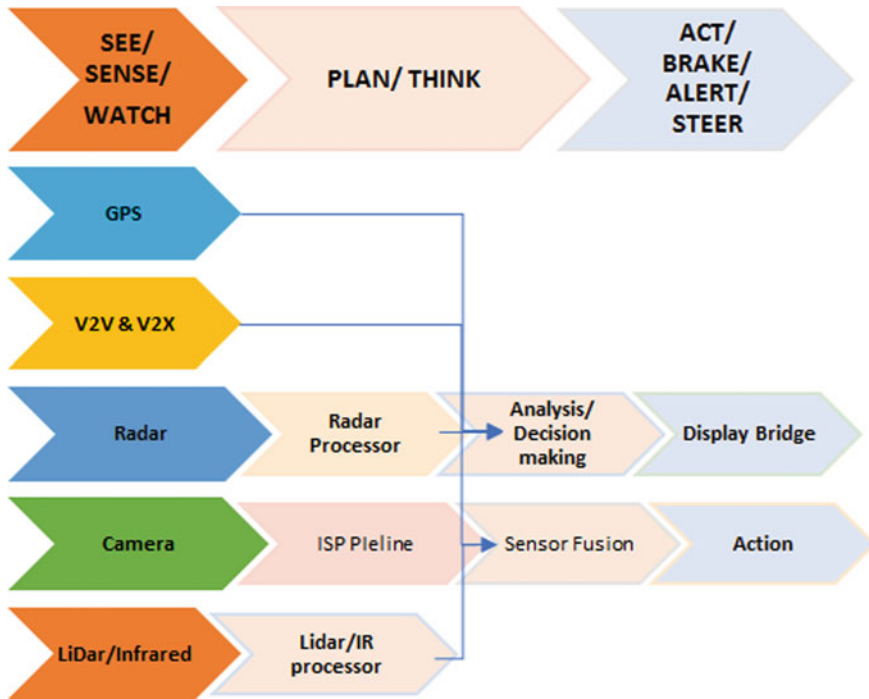 SEE/
SENSE/
WATCH
PLAN/ THINK
ACT/
BRAKE/
ALERT/
STEER
GPS
V2V & V2X
Radar
Radar
Processor
Analysis/
Decision
making
Display Bridge
Camera
ISP PIeline
Sensor Fusion
Action
LiDar/Infrared
Lidar/IR
processor